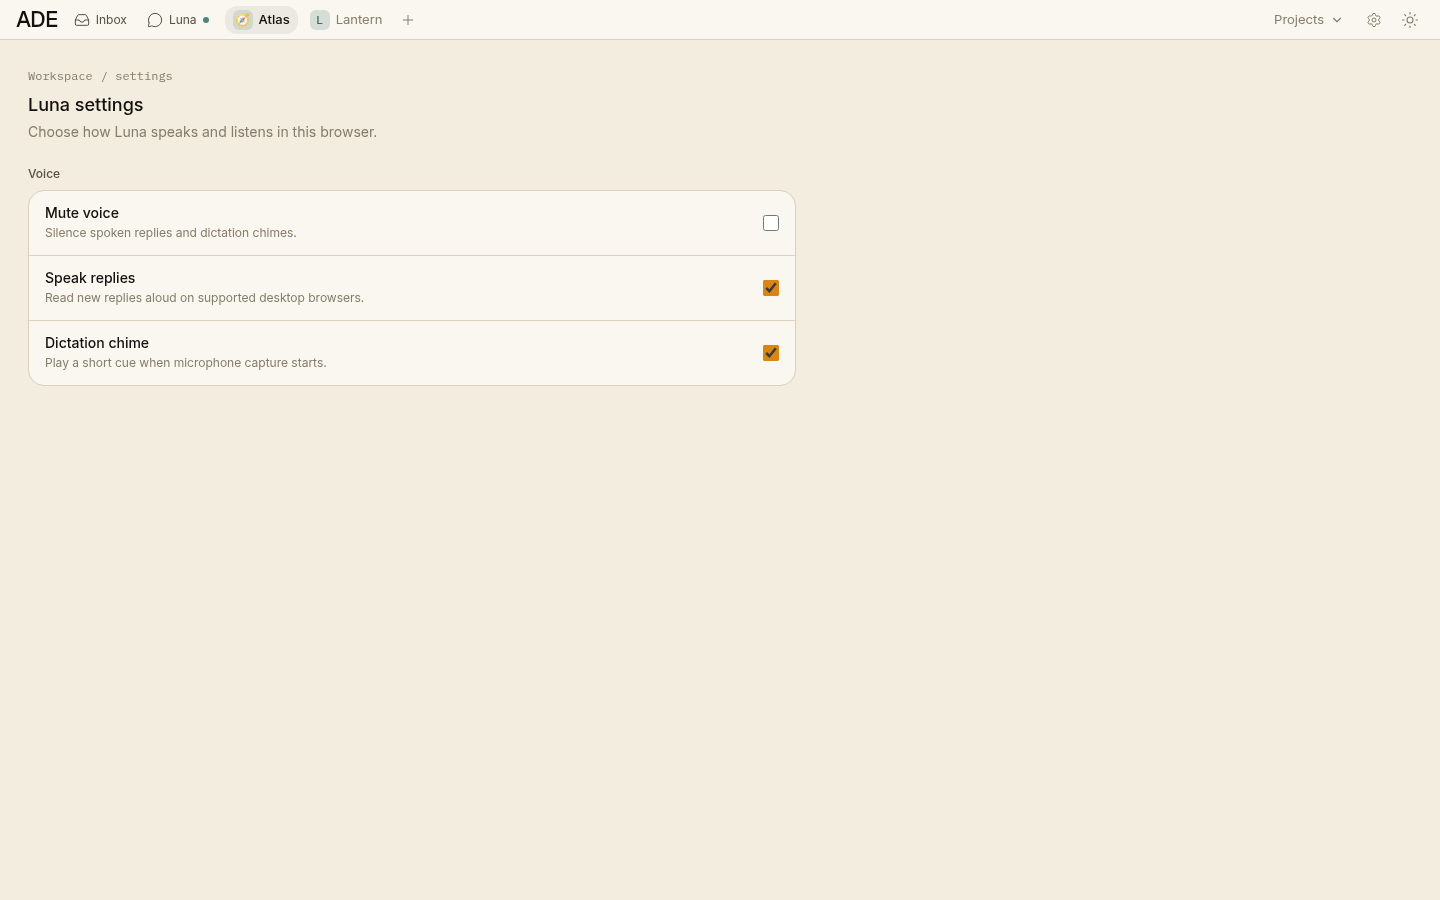 ADE Inbox Luna Atlas L Lantern Projects
Workspace / settings
Luna settings
Choose how Luna speaks and listens in this browser.
Voice
Mute voice
Silence spoken replies and dictation chimes.
Speak replies
Read new replies aloud on supported desktop browsers.
Dictation chime
Play a short cue when microphone capture starts.